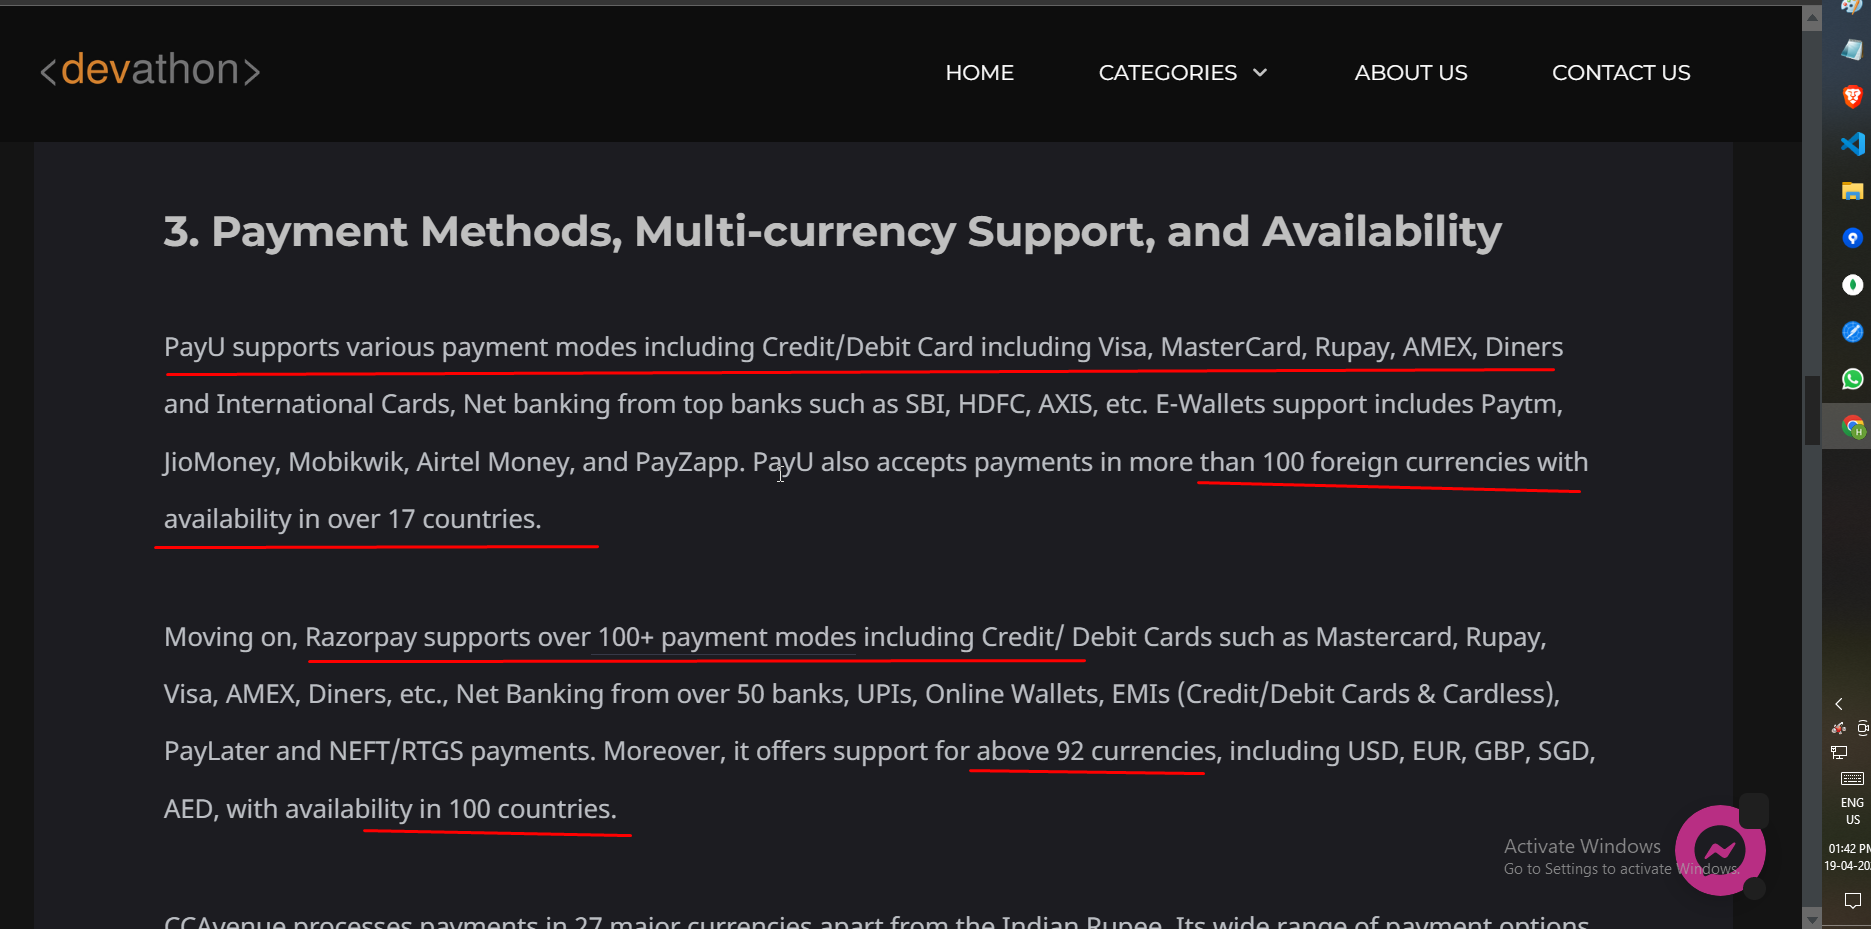 <devathon>
HOME
CATEGORIES
ABOUT US
CONTACT US
3. Payment Methods, Multi-currency Support, and Availability
PayU supports various payment modes including Credit/Debit Card including Visa, MasterCard, Rupay, AMEX, Diners
and International Cards, Net banking from top banks such as SBI, HDFC, AXIS, etc. E-Wallets support includes Paytm,
JioMoney, Mobikwik, Airtel Money, and PayZapp. PayU also accepts payments in more than 100 foreign currencies with
availability in over 17 countries.
Moving on, Razorpay supports over 100+ payment modes including Credit/ Debit Cards such as Mastercard, Rupay,
Visa, AMEX, Diners, etc., Net Banking from over 50 banks, UPIs, Online Wallets, EMIs (Credit/Debit Cards & Cardless),
PayLater and NEFT/RTGS payments. Moreover, it offers support for above 92 currencies, including USD, EUR, GBP, SGD,
AED, with availability in 100 countries.
CCAvenue processes payments in 27 major currencies apart from the Indian Rupee. Its wide range of payment options
Activate Windows
Go to Settings to activate Windows.
H
ENG
US
01:42 PM
19-04-20